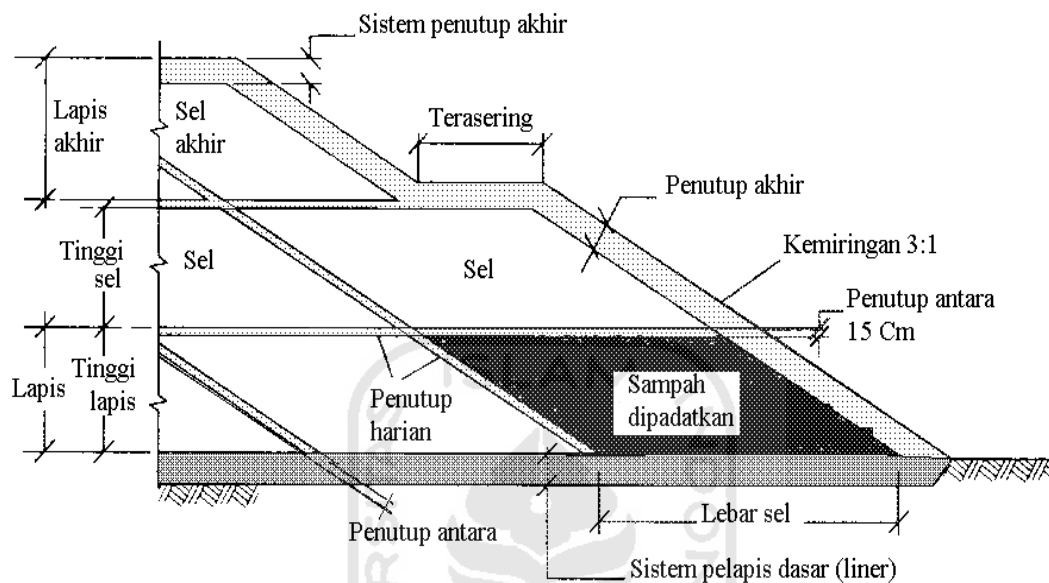 Sistem penutup akhir
Lapis
akhir
Sel
akhir
Terasering
Penutup akhir
Tinggi
sel
Sel
Sel
Kemiringan 3:1
Penutup antara
15 Cm
Lapis
Tinggi
lapis
Penutup
harian
Sampah
dipadatkan
Penutup antara
Lebar sel
Sistem pelapis dasar (liner)
ISLAM